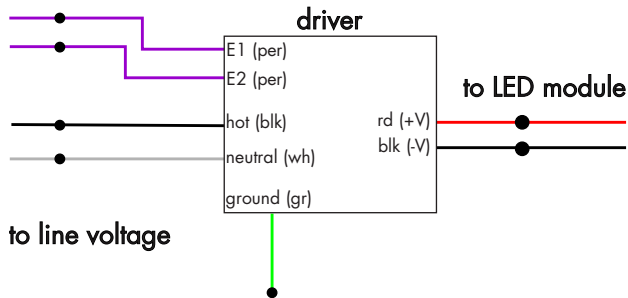 driver
E1 (per)
E2 (per)
to LED module
rd (+V)
hot (blk)
blk (-V)
neutral (wh)
ground (gr)
to line voltage